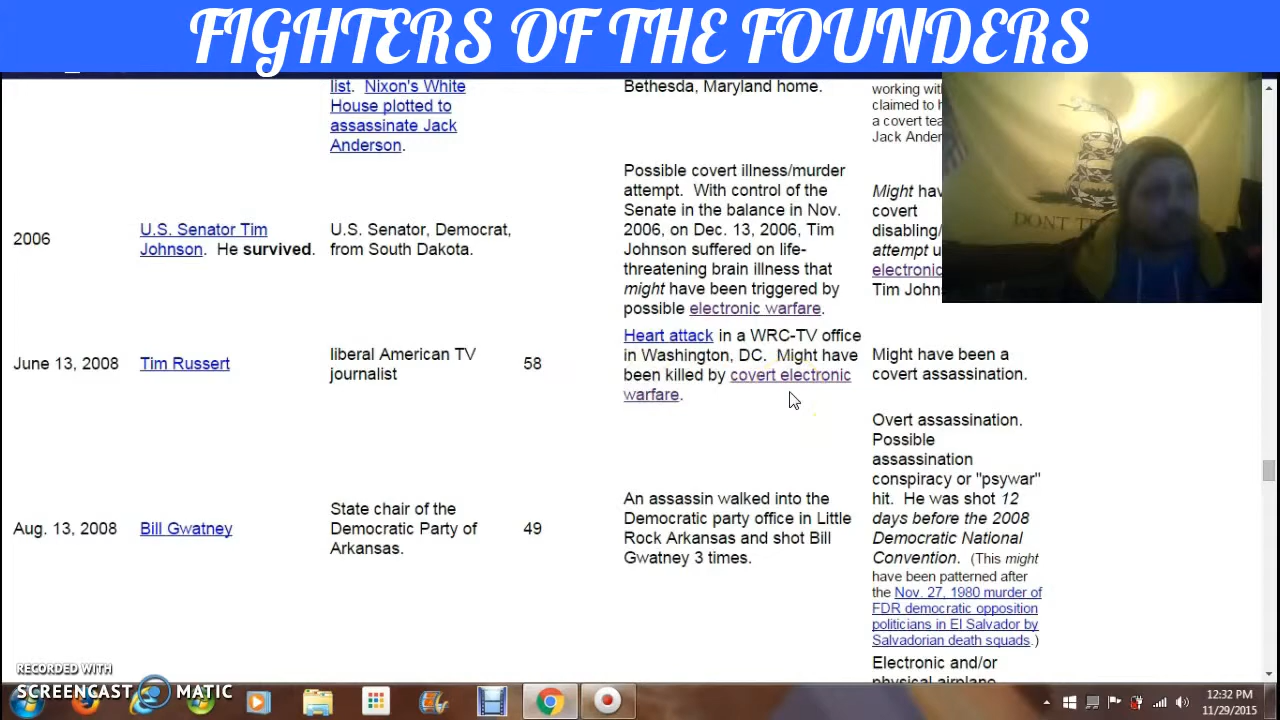 FIGHTERS OF THE FOUNDERS
list. Nixon's White
House plotted to
assassinate Jack
Anderson.
Bethesda, Maryland home.
working wit
claimed to h
a covert tea
Jack Ander
DONT T
2006
U.S. Senator Tim
Johnson. He survived.
U.S. Senator, Democrat,
from South Dakota.
Possible covert illness/murder
attempt. With control of the
Senate in the balance in Nov.
2006, on Dec. 13, 2006, Tim
Johnson suffered on life-
threatening brain illness that
might have been triggered by
possible electronic warfare.
Might hav
covert
disabling/
attempt u
electronic
Tim Johns
June 13, 2008
Tim Russert
liberal American TV
journalist
58
Heart attack in a WRC-TV office
in Washington, DC. Might have
been killed by covert electronic
warfare.
Might have been a
covert assassination.
Aug. 13, 2008
Bill Gwatney
State chair of the
Democratic Party of
Arkansas.
49
An assassin walked into the
Democratic party office in Little
Rock Arkansas and shot Bill
Gwatney 3 times.
Overt assassination.
Possible
assassination
conspiracy or "psywar"
hit. He was shot 12
days before the 2008
Democratic National
Convention. (This might
have been patterned after
the Nov. 27, 1980 murder of
FDR democratic opposition
politicians in El Salvador by
Salvadorian death squads.)
Electronic and/or
physical airplane
RECORDED WITH
SCREENCAST MATIC
12:32 PM
11/29/2015